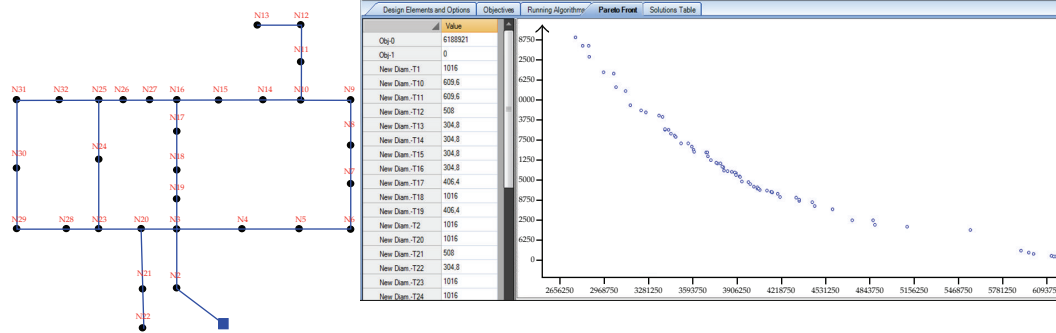 N13 N12
N11
N31 N32 N25 N26 N27 N16 N15 N14 N10 N9
N17 N8
N30 N24 N18 N7
N19
N29 N28 N23 N20 N3 N4 N5 N6
N21 N2
N22
Design Elements and Options Objectives Running Algorithms Pareto Front Solutions Table
Value
Obj-0 6188921
Obj-1 0
New Diam.-T1 1016
New Diam.-T10 609,6
New Diam.-T11 609,6
New Diam.-T12 508
New Diam.-T13 304,8
New Diam.-T14 304,8
New Diam.-T15 304,8
New Diam.-T16 304,8
New Diam.-T17 406,4
New Diam.-T18 1016
New Diam.-T19 406,4
New Diam.-T2 1016
New Diam.-T20 1016
New Diam.-T21 508
New Diam.-T22 304,8
New Diam.-T23 1016
New Diam.-T24 1016
8750
2500
6250
0000
3750
7500
1250
5000
8750
2500
6250
0
2656250 2968750 3281250 3593750 3906250 4218750 4531250 4843750 5156250 5468750 5781250 609375